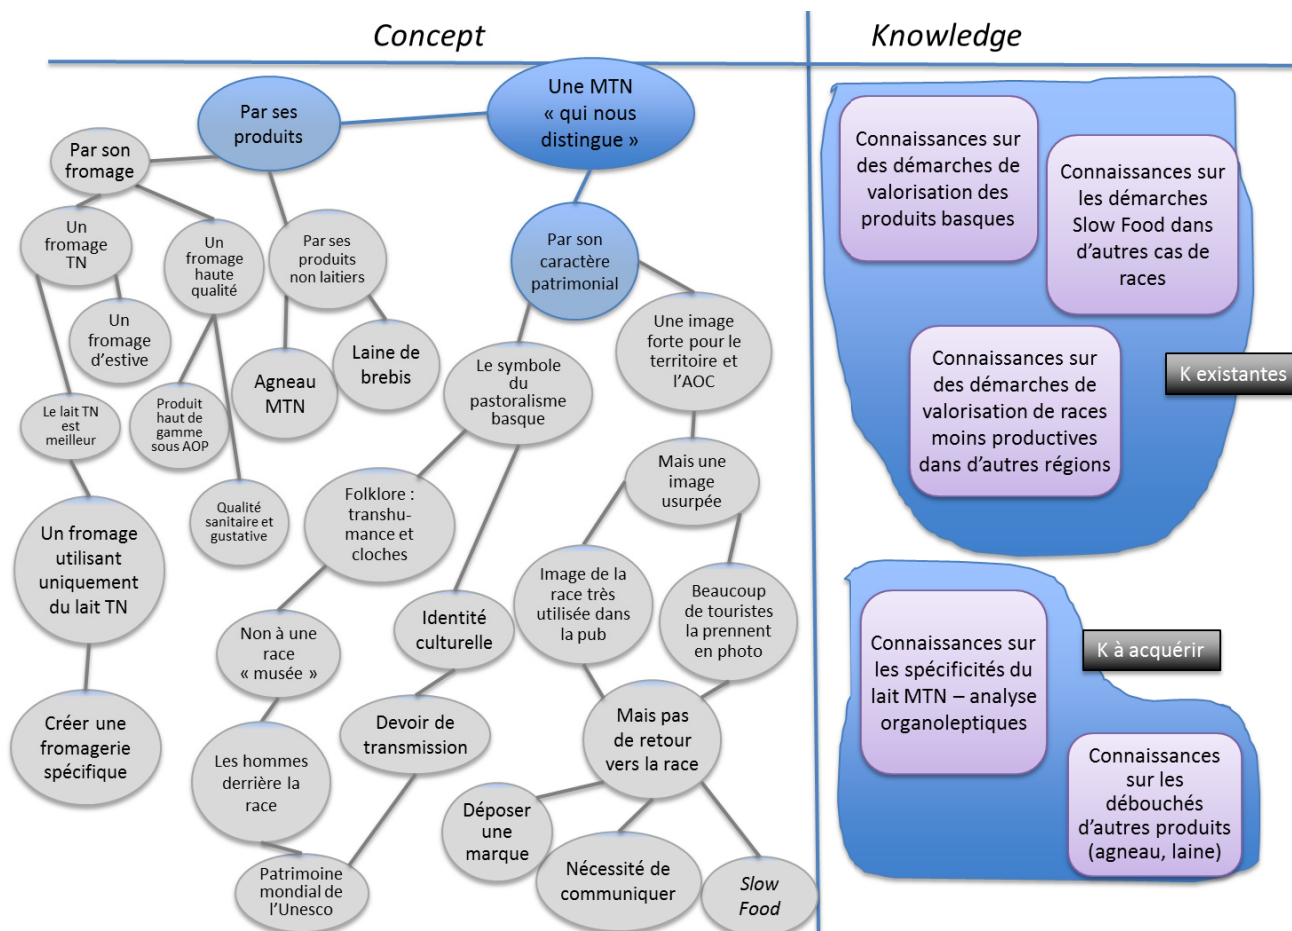 Concept
Knowledge
Une MTN
« qui nous
distingue »
Par ses
produits
Par son
fromage
Un
fromage
TN
Un
fromage
haute
qualité
Par ses
produits
non laitiers
Un
fromage
d'estive
Agneau
MTN
Laine de
brebis
Le lait TN
est
meilleur
Produit
haut de
gamme
sous AOP
Qualité
sanitaire et
gustative
Un fromage
utilisant
uniquement
du lait TN
Créer une
fromagerie
spécifique
Par son
caractère
patrimonial
Le symbole
du
pastoralisme
basque
Une image
forte pour le
territoire et
l'AOC
Folklore :
transhu-
mance et
cloches
Mais une
image
usurpée
Non à une
race
« musée »
Identité
culturelle
Image de la
race très
utilisée dans
la pub
Beaucoup
de touristes
la prennent
en photo
Les hommes
derrière la
race
Devoir de
transmission
Mais pas
de retour
vers la race
Patrimoine
mondial de
l'Unesco
Déposer
une
marque
Nécessité de
communiquer
Slow
Food
Connaissances sur
des démarches de
valorisation des
produits basques
Connaissances sur
les démarches
Slow Food dans
d'autres cas de
races
Connaissances sur
des démarches de
valorisation de races
moins productives
dans d'autres régions
K existantes
Connaissances sur
les spécificités du
lait MTN – analyse
organoleptiques
K à acquérir
Connaissances
sur les
débouchés
d'autres produits
(agneau, laine)